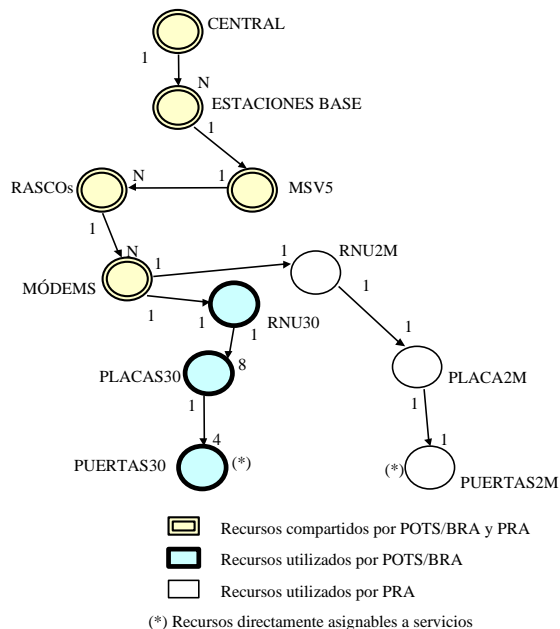 CENTRAL
1
N
ESTACIONES BASE
1
N
1
RASCOs
MSV5
1
1
RNU2M
N
1
MÓDEMS
1
1
1
RNU30
1
1
PLACAS30
8
PLACA2M
1
1
4
1
PUERTAS30
(*)
(*)
PUERTAS2M
Recursos compartidos por POTS/BRA y PRA
Recursos utilizados por POTS/BRA
Recursos utilizados por PRA
(*) Recursos directamente asignables a servicios